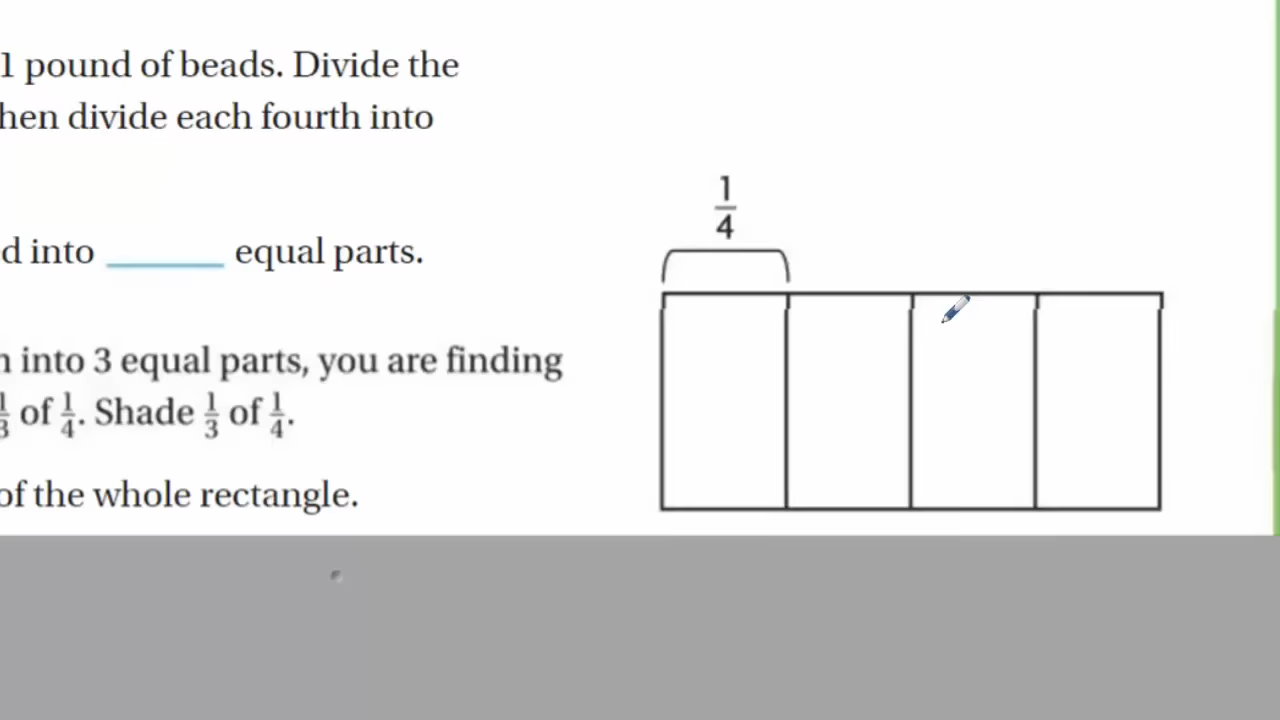 1 pound of beads. Divide the
hen divide each fourth into
d into ______ equal parts.
n into 3 equal parts, you are finding
1/3 of 1/4. Shade 1/3 of 1/4.
of the whole rectangle.
1/4